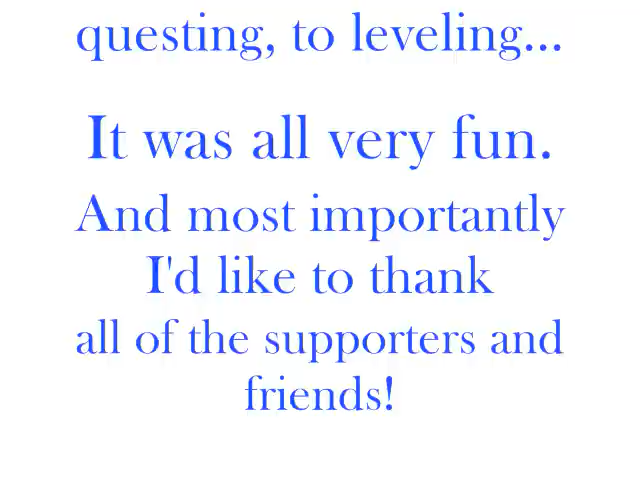 questing, to leveling...
It was all very fun.
And most importantly
I'd like to thank
all of the supporters and
friends!